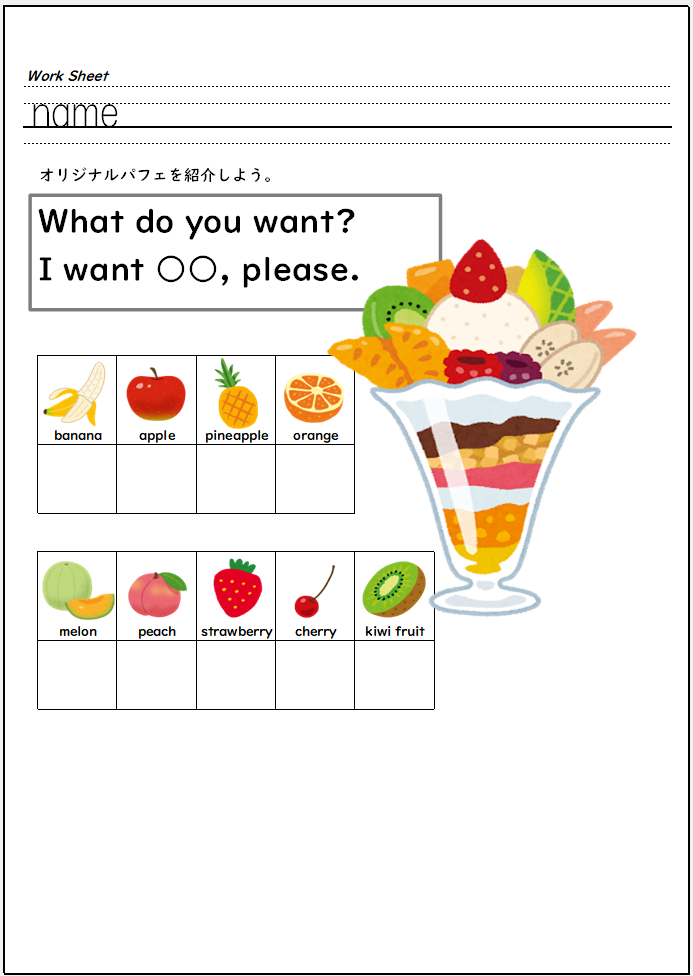 Work Sheet
name
オリジナルパフェを紹介しよう。
What do you want?
I want ○○, please.
banana apple pineapple orange
melon peach strawberry cherry kiwi fruit